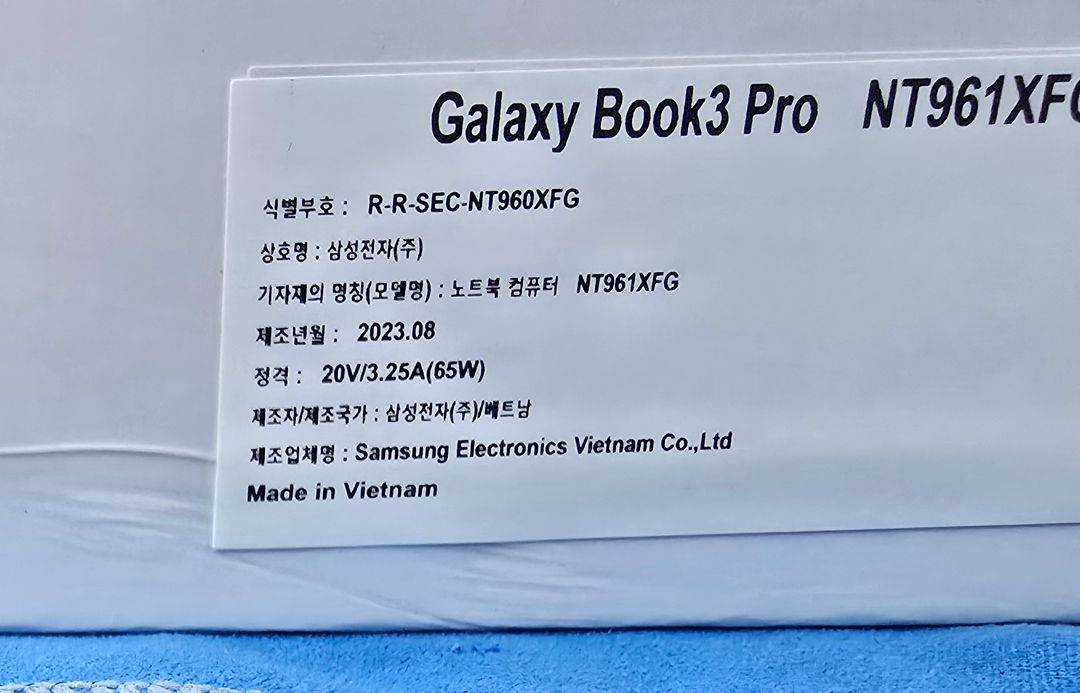 Galaxy Book3 Pro NT961XF
식별부호 : R-R-SEC-NT960XFG
상호명 : 삼성전자(주)
기자재의 명칭(모델명) : 노트북 컴퓨터 NT961XFG
제조년월 : 2023.08
정격 : 20V/3.25A(65W)
제조자/제조국가 : 삼성전자(주)/베트남
제조업체명 : Samsung Electronics Vietnam Co.,Ltd
Made in Vietnam